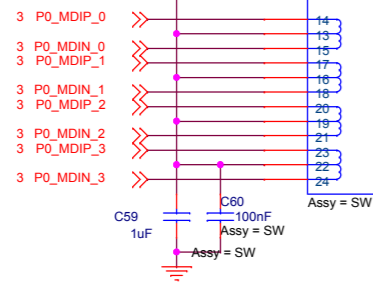 3 P0_MDIP_0
14
13
3 P0_MDIN_0
15
3 P0_MDIP_1
17
16
3 P0_MDIN_1
18
3 P0_MDIP_2
20
19
3 P0_MDIN_2
21
3 P0_MDIP_3
23
22
3 P0_MDIN_3
24
C60
Assy = SW
C59
100nF
1uF
Assy = SW
Assy = SW